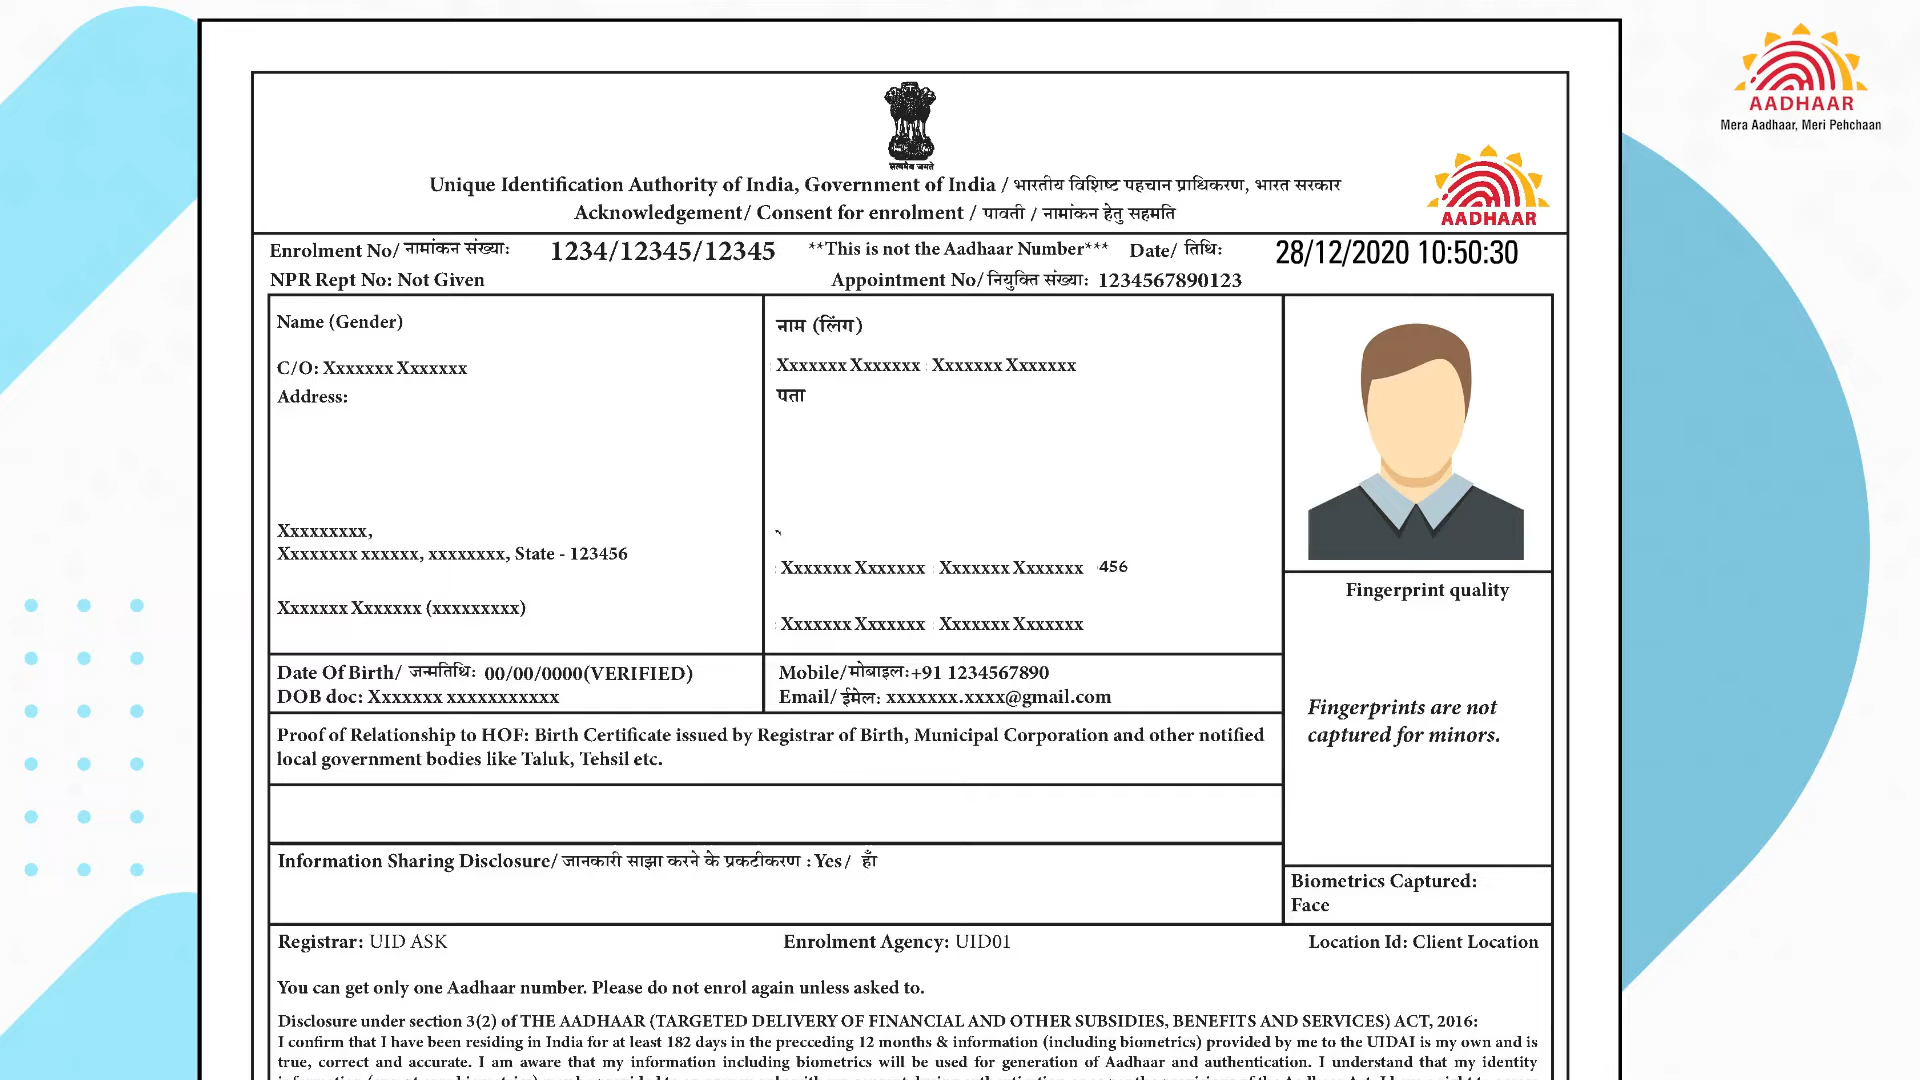 AADHAAR
Mera Aadhaar, Meri Pehchaan
सत्यमेव जयते
Unique Identification Authority of India, Government of India / भारतीय विशिष्ट पहचान प्राधिकरण, भारत सरकार
Acknowledgement/ Consent for enrolment / पावती / नामांकन हेतु सहमति
AADHAAR
Enrolment No/ नामांकन संख्याः 1234/12345/12345 **This is not the Aadhaar Number*** Date/ तिथिः 28/12/2020 10:50:30
NPR Rept No: Not Given Appointment No/ नियुक्ति संख्याः 1234567890123
Name (Gender)
C/O: Xxxxxxx Xxxxxxx
Address:
Xxxxxxxxx,
Xxxxxxxx xxxxxx, xxxxxxxx, State - 123456
Xxxxxxx Xxxxxxx (xxxxxxxxx)
नाम (लिंग)
Xxxxxxx Xxxxxxx Xxxxxxx Xxxxxxx
पता
Xxxxxxx Xxxxxxx Xxxxxxx Xxxxxxx 456
Xxxxxxx Xxxxxxx Xxxxxxx Xxxxxxx
Fingerprint quality
Fingerprints are not
captured for minors.
Date Of Birth/ जन्मतिथिः 00/00/0000(VERIFIED)
DOB doc: Xxxxxxx xxxxxxxxxxx
Mobile/मोबाइलः+91 1234567890
Email/ ईमेलः xxxxxxx.xxxx@gmail.com
Proof of Relationship to HOF: Birth Certificate issued by Registrar of Birth, Municipal Corporation and other notified
local government bodies like Taluk, Tehsil etc.
Information Sharing Disclosure/ जानकारी साझा करने के प्रकटीकरण : Yes / हाँ
Biometrics Captured:
Face
Registrar: UID ASK Enrolment Agency: UID01 Location Id: Client Location
You can get only one Aadhaar number. Please do not enrol again unless asked to.
Disclosure under section 3(2) of THE AADHAAR (TARGETED DELIVERY OF FINANCIAL AND OTHER SUBSIDIES, BENEFITS AND SERVICES) ACT, 2016:
I confirm that I have been residing in India for at least 182 days in the precceding 12 months & information (including biometrics) provided by me to the UIDAI is my own and is
true, correct and accurate. I am aware that my information including biometrics will be used for generation of Aadhaar and authentication. I understand that my identity